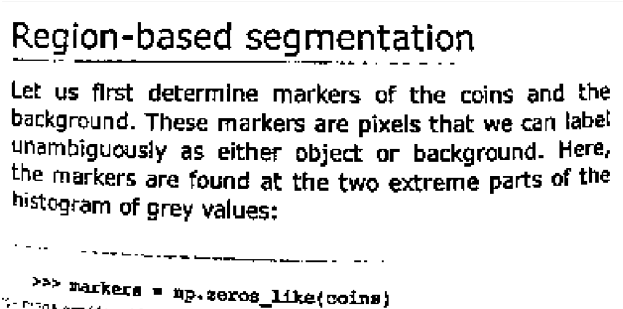 Region-based segmentation
Let us first determine markers of the coins and the
background. These markers are pixels that we can label
unambiguously as either object or background. Here,
the markers are found at the two extreme parts of the
histogram of grey values:
>>> markers = np.zeros_like(coins)